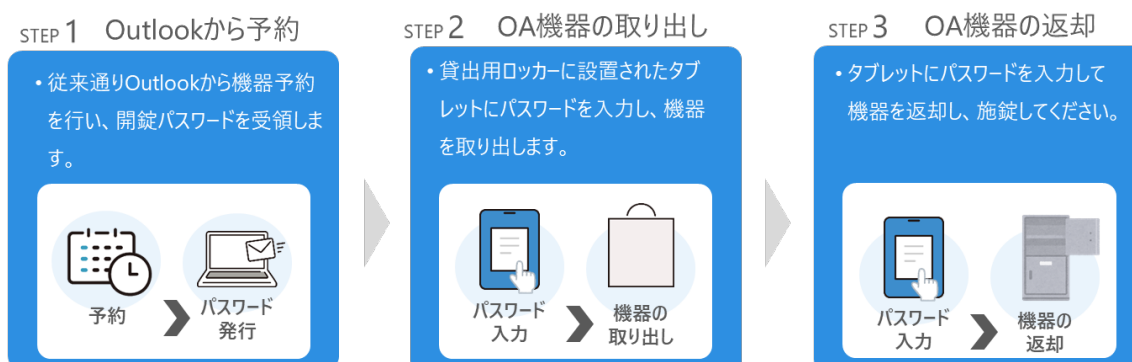 STEP 1 Outlookから予約
• 従来通りOutlookから機器予約
を行い、開錠パスワードを受領しま
す。
予約
パスワード
発行
STEP 2 OA機器の取り出し
• 貸出用ロッカーに設置されたタブ
レットにパスワードを入力し、機器
を取り出します。
パスワード
入力
機器の
取り出し
STEP 3 OA機器の返却
• タブレットにパスワードを入力して
機器を返却し、施錠してください。
パスワード
入力
機器の
返却